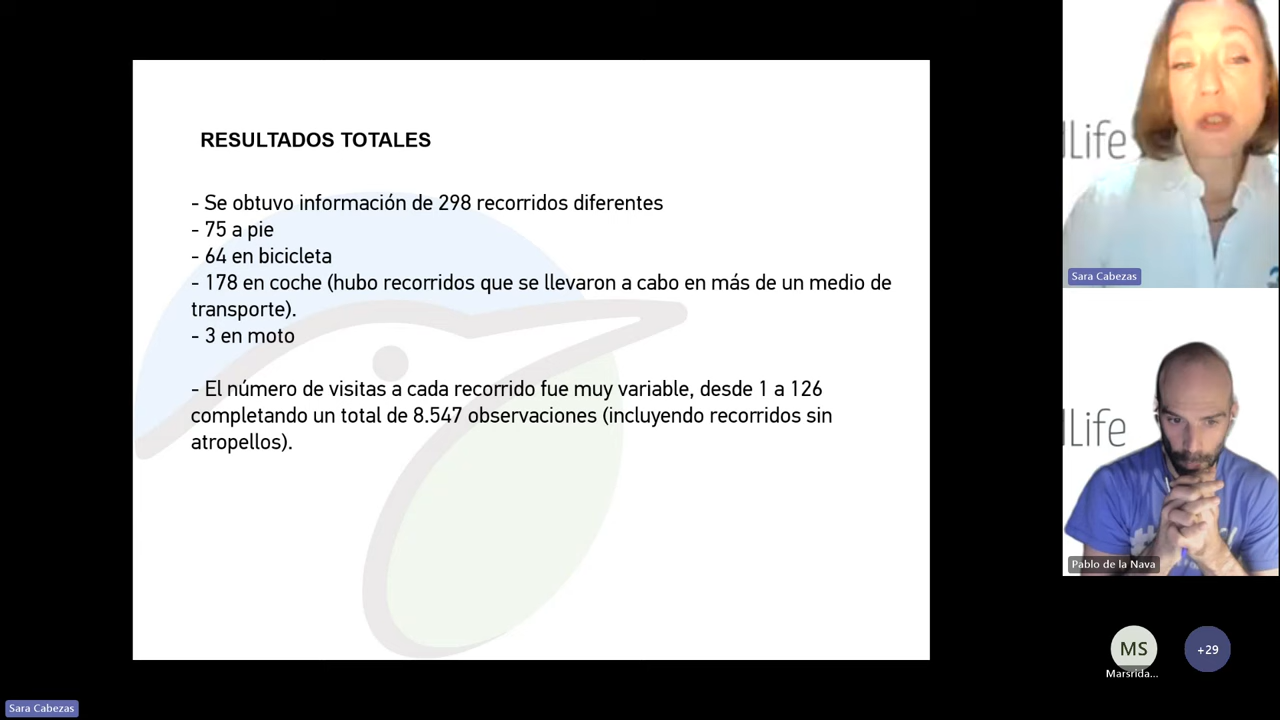 RESULTADOS TOTALES
- Se obtuvo información de 298 recorridos diferentes
- 75 a pie
- 64 en bicicleta
- 178 en coche (hubo recorridos que se llevaron a cabo en más de un medio de
transporte).
- 3 en moto
- El número de visitas a cada recorrido fue muy variable, desde 1 a 126
completando un total de 8.547 observaciones (incluyendo recorridos sin
atropellos).
Life
Sara Cabezas
Life
Pablo de la Nava
MS
+29
Marsrida...
Sara Cabezas